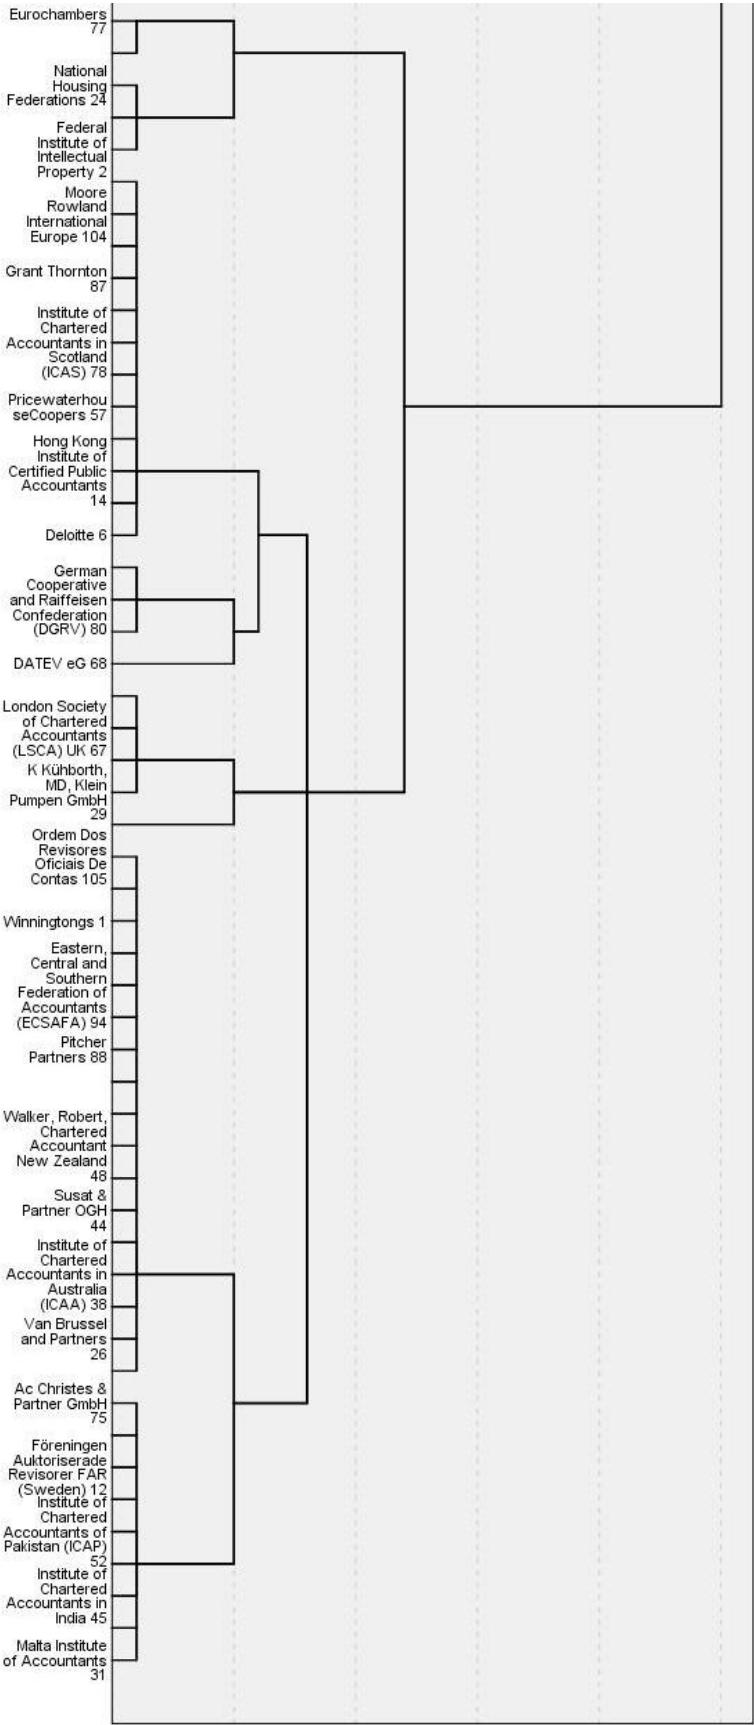 Eurochambers
77
National
Housing
Federations 24
Federal
Institute of
Intellectual
Property 2
Moore
Rowland
International
Europe 104
Grant Thornton
87
Institute of
Chartered
Accountants in
Scotland
(ICAS) 78
Pricewaterhou
seCoopers 57
Hong Kong
Institute of
Certified Public
Accountants
14
Deloitte 6
German
Cooperative
and Raiffeisen
Confederation
(DGRV) 80
DATEV eG 68
London Society
of Chartered
Accountants
(LSCA) UK 67
K Kühborth,
MD, Klein
Pumpen GmbH
29
Ordem Dos
Revisores
Oficiais De
Contas 105
Winningtongs 1
Eastern,
Central and
Southern
Federation of
Accountants
(ECSAFA) 94
Pitcher
Partners 88
Walker, Robert,
Chartered
Accountant
New Zealand
48
Susat &
Partner OGH
44
Institute of
Chartered
Accountants in
Australia
(ICAA) 38
Van Brussel
and Partners
26
Ac Christes &
Partner GmbH
75
Föreningen
Auktoriserade
Revisorer FAR
(Sweden) 12
Institute of
Chartered
Accountants of
Pakistan (ICAP)
52
Institute of
Chartered
Accountants in
India 45
Malta Institute
of Accountants
31